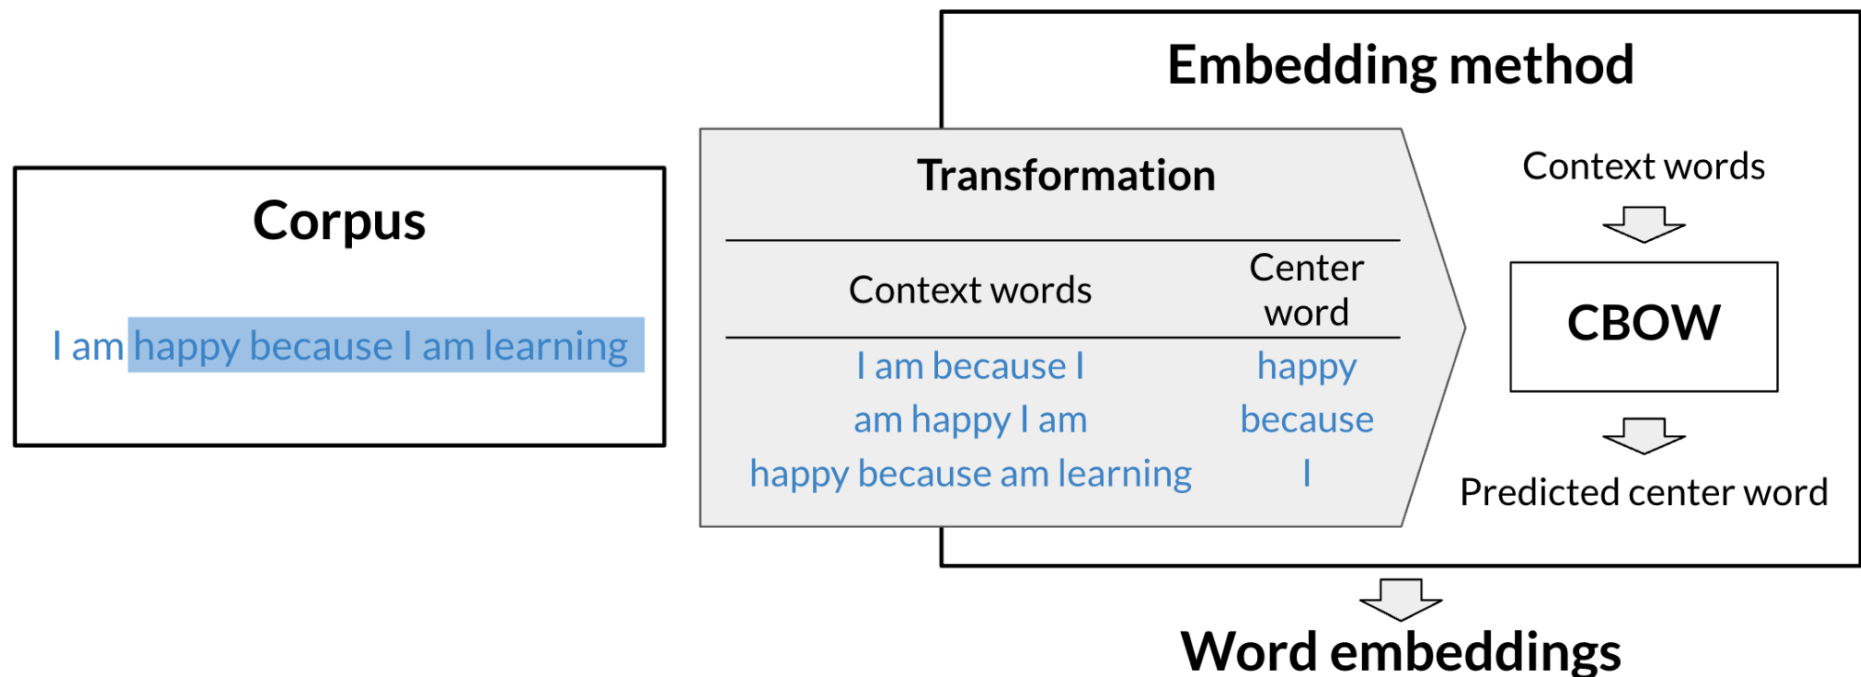 Embedding method
Corpus
I am happy because I am learning
Transformation
Context words
Center
word
I am because I
happy
am happy I am
because
happy because am learning
I
Context words
CBOW
Predicted center word
Word embeddings